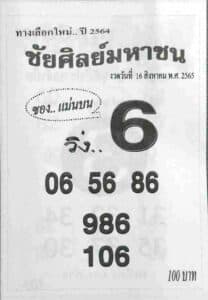 ทางเลือกใหม่.. ปี 2564
ชัยศิลย์มหาชน
งวดวันที่ 16 สิงหาคม พ.ศ. 2565
ซอง.. แม่นบน
วิ่ง.. 6
06 56 86
986
106
100 บาท